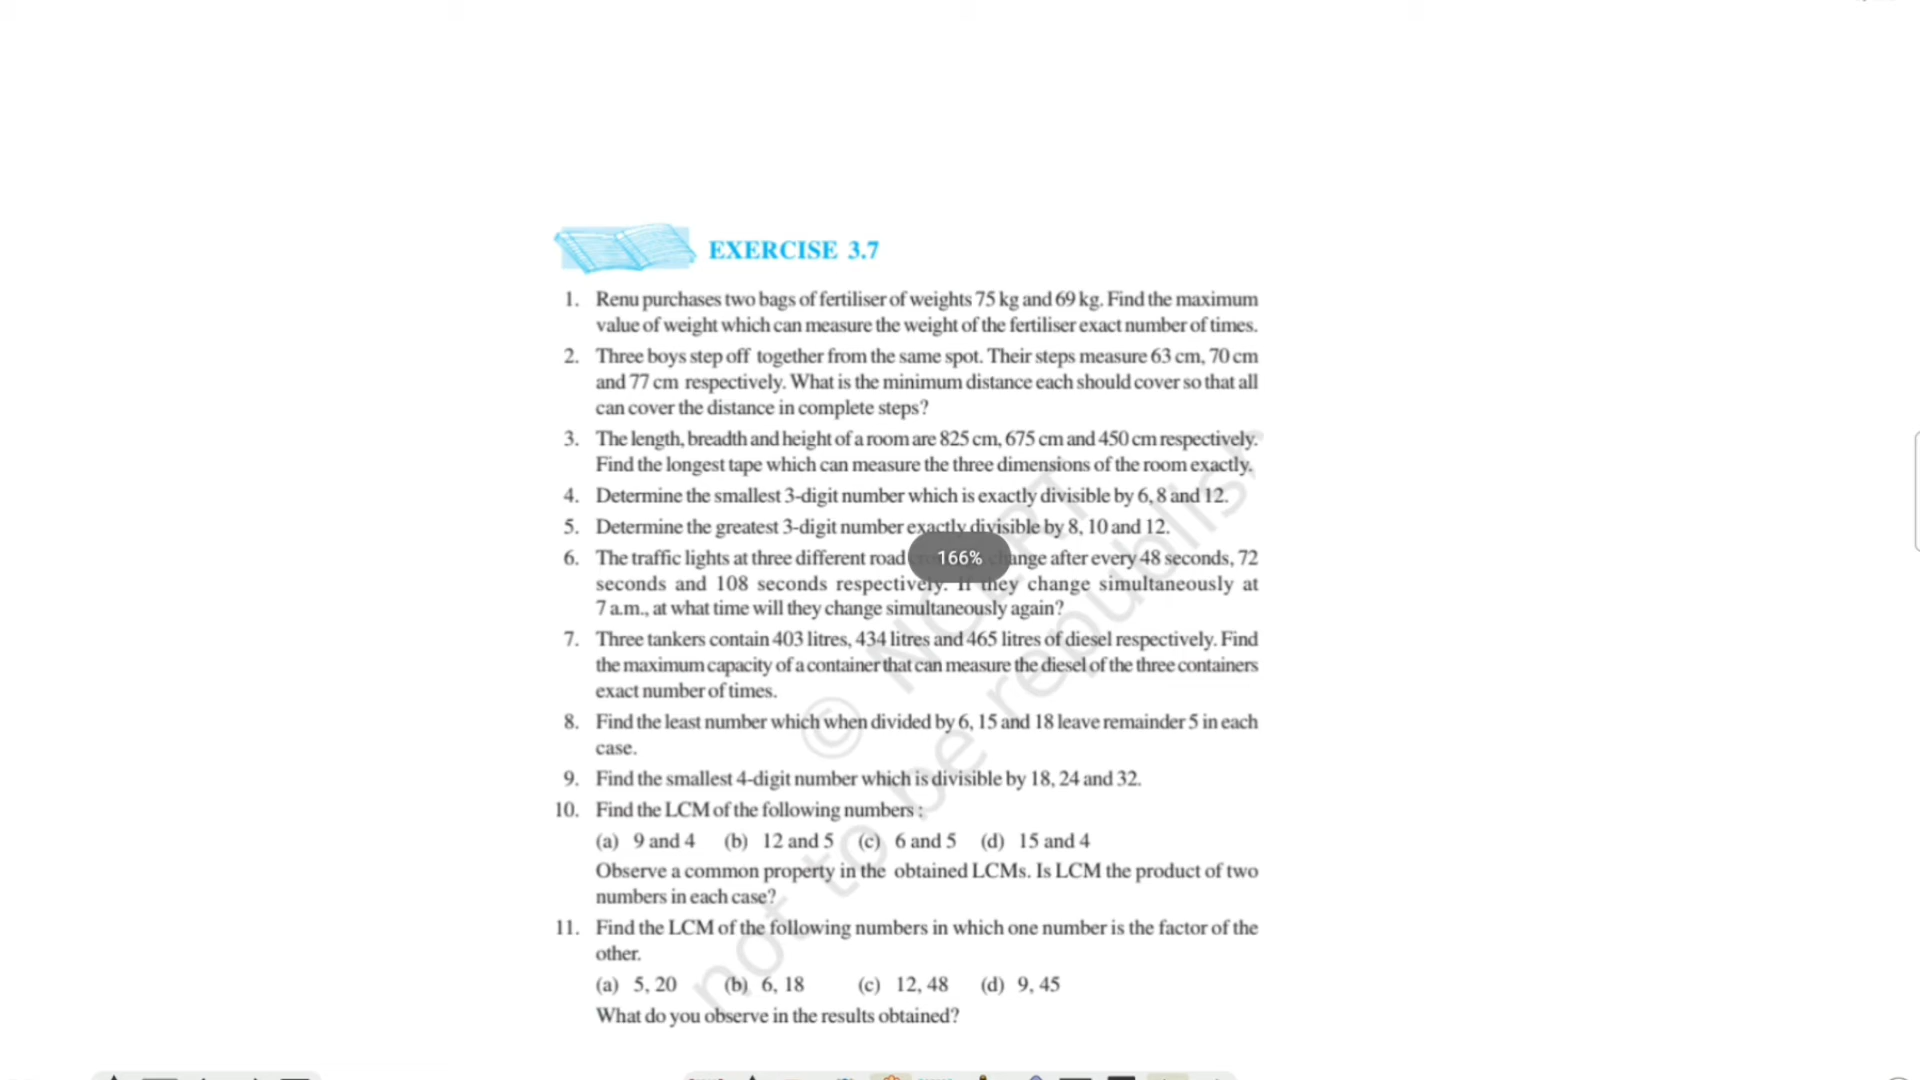 EXERCISE 3.7
1. Renu purchases two bags of fertiliser of weights 75 kg and 69 kg. Find the maximum
value of weight which can measure the weight of the fertiliser exact number of times.
2. Three boys step off together from the same spot. Their steps measure 63 cm, 70 cm
and 77 cm respectively. What is the minimum distance each should cover so that all
can cover the distance in complete steps?
3. The length, breadth and height of a room are 825 cm, 675 cm and 450 cm respectively.
Find the longest tape which can measure the three dimensions of the room exactly.
4. Determine the smallest 3-digit number which is exactly divisible by 6, 8 and 12.
5. Determine the greatest 3-digit number exactly divisible by 8, 10 and 12.
6. The traffic lights at three different road 166% change after every 48 seconds, 72
seconds and 108 seconds respectively. If they change simultaneously at
7 a.m., at what time will they change simultaneously again?
7. Three tankers contain 403 litres, 434 litres and 465 litres of diesel respectively. Find
the maximum capacity of a container that can measure the diesel of the three containers
exact number of times.
8. Find the least number which when divided by 6, 15 and 18 leave remainder 5 in each
case.
9. Find the smallest 4-digit number which is divisible by 18, 24 and 32.
10. Find the LCM of the following numbers :
(a) 9 and 4 (b) 12 and 5 (c) 6 and 5 (d) 15 and 4
Observe a common property in the obtained LCMs. Is LCM the product of two
numbers in each case?
11. Find the LCM of the following numbers in which one number is the factor of the
other.
(a) 5, 20 (b) 6, 18 (c) 12, 48 (d) 9, 45
What do you observe in the results obtained?
© NCERT
not to be republish